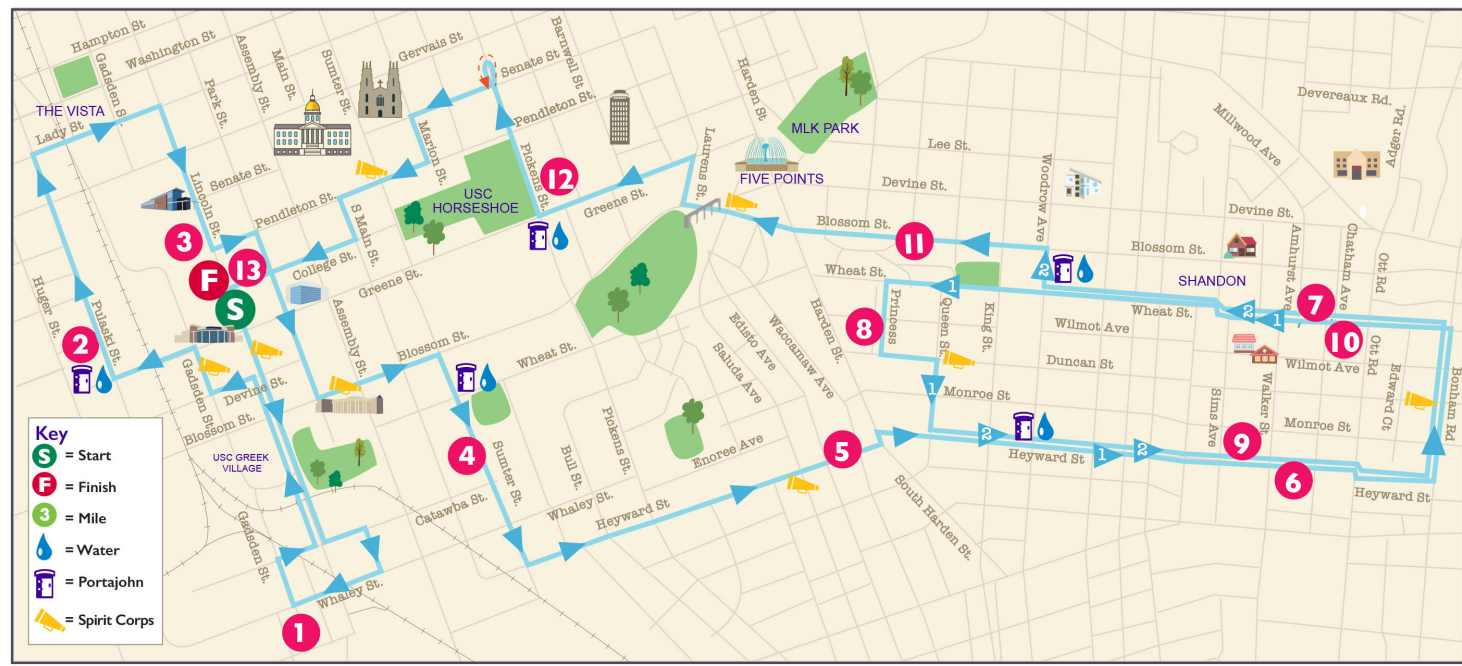 Hampton St
Washington St
Gadsden S.
Assembly St.
Main St.
Sumter St.
Gervais St
Senate St.
Barnwell St.
Park St.
THE VISTA
Lady St
Marion St.
Pendleton St.
Harden St
MLK PARK
Devereaux Rd.
Millwood Ave
Adger Rd.
Lee St.
Laurens St.
FIVE POINTS
Woodrow Ave
Devine St.
Senate St.
Lincoln St.
Pickens St.
12
USC
HORSESHOE
Greene St.
Pendleton St.
S Main St.
Blossom St.
11
Devine St.
Blossom St.
Amhurst Ave
Chatham Ave
Ott Rd
3
13
F
S
College St.
Greene St.
2
Wheat St.
1
SHANDON
Huger St.
Pulaski St.
2
Assembly St.
Blossom St.
Wheat St.
Edisto Ave
Waccamaw Ave
Harden St.
Saluda Ave
8
Princess
Queen St.
King St.
Wilmot Ave
Wheat St.
2
1
7
10
Duncan St.
Wilmot Ave
Ott Rd
Edward Ct
Bonham Rd
Gadsden St.
Devine St.
Blossom St.
1
Monroe St
Sims Ave
Walker St.
Monroe St
USC GREEK
VILLAGE
4
Sumter St.
Bull St.
Pickens St.
Enoree Ave
5
2
Heyward St
1
2
9
6
Heyward St
Catawba St.
Whaley St.
Heyward St
South Harden St.
Gadsden St.
Whaley St.
1
Key
S = Start
F = Finish
3 = Mile
= Water
= Portajohn
= Spirit Corps